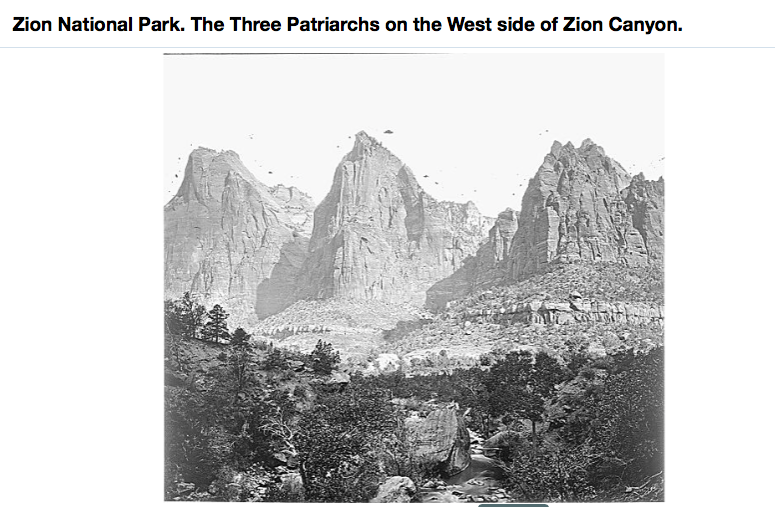 Zion National Park. The Three Patriarchs on the West side of Zion Canyon.